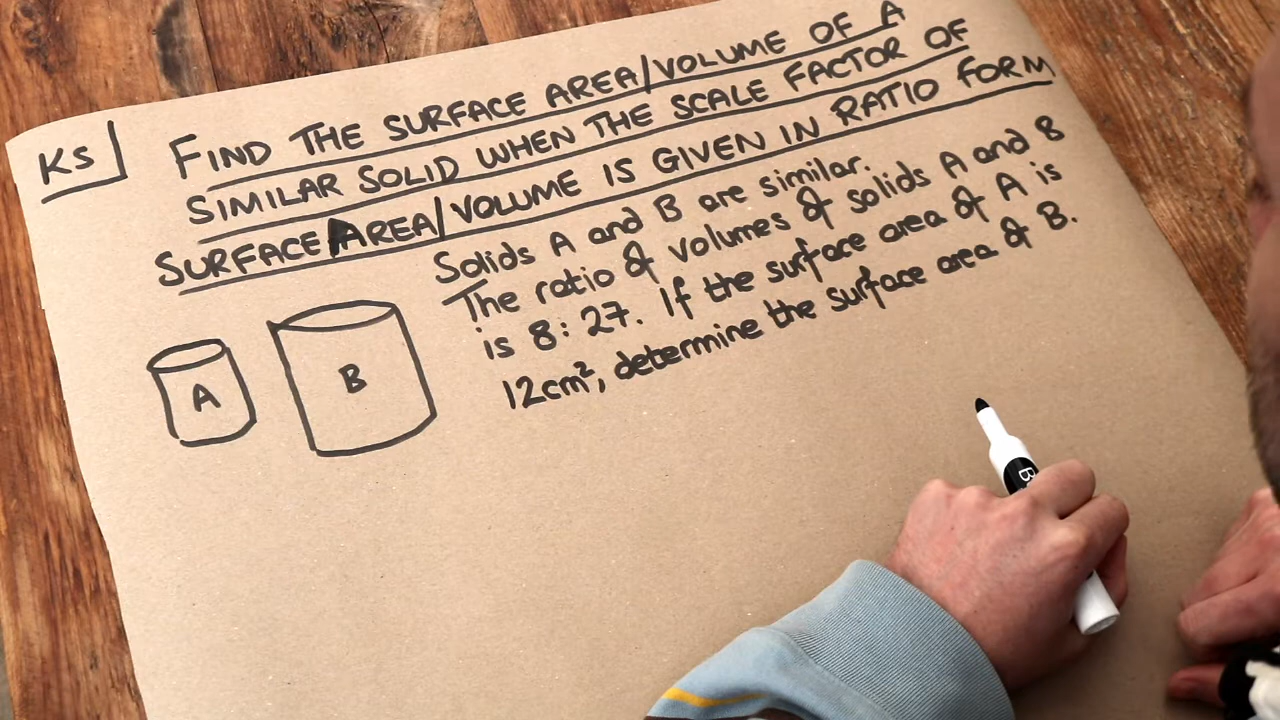 K5
FIND THE SURFACE AREA/VOLUME OF A
SIMILAR SOLID WHEN THE SCALE FACTOR OF
SURFACE AREA/VOLUME IS GIVEN IN RATIO FORM
Solids A and B are similar.
The ratio of volumes of solids A and B
is 8:27. If the surface area of A is
12cm², determine the surface area of B.
A
B
B